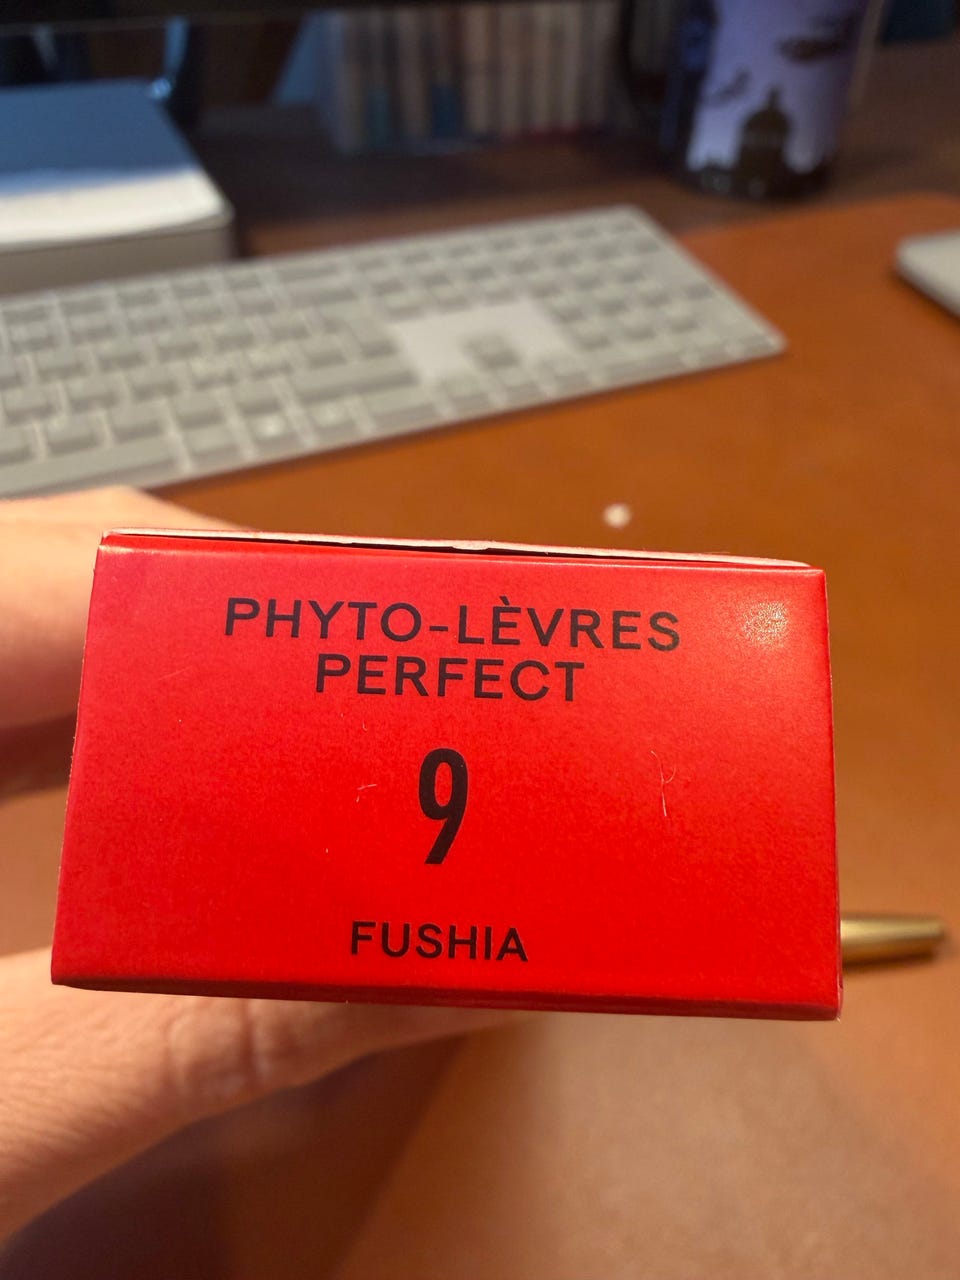 PHYTO-LÈVRES
PERFECT
9
FUSHIA